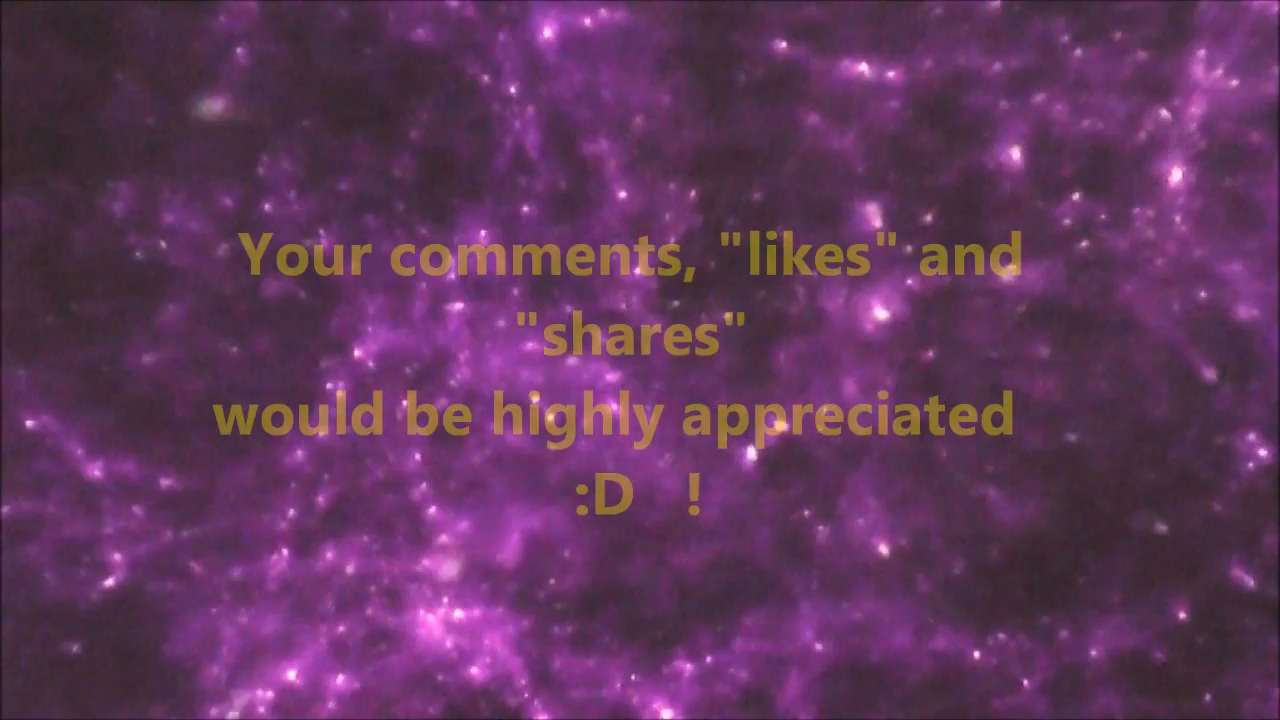 Your comments, "likes" and
"shares"
would be highly appreciated
:D !